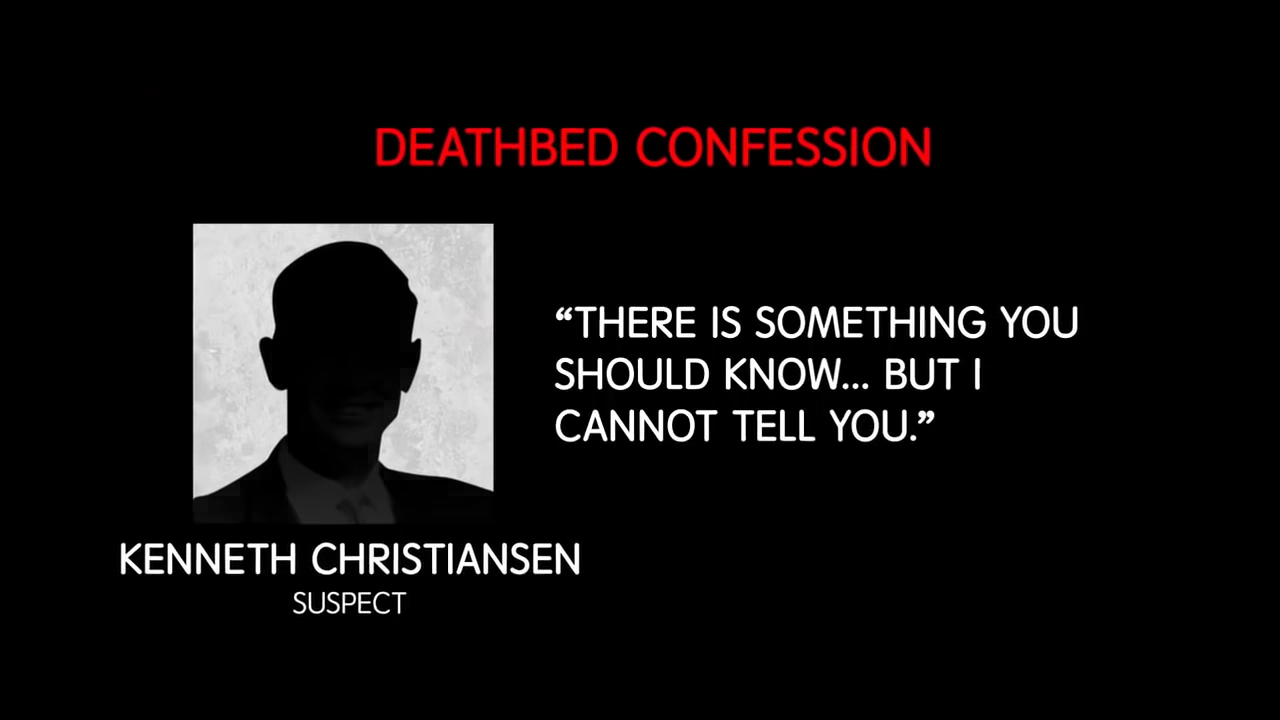 DEATHBED CONFESSION
“THERE IS SOMETHING YOU
SHOULD KNOW... BUT I
CANNOT TELL YOU.”
KENNETH CHRISTIANSEN
SUSPECT